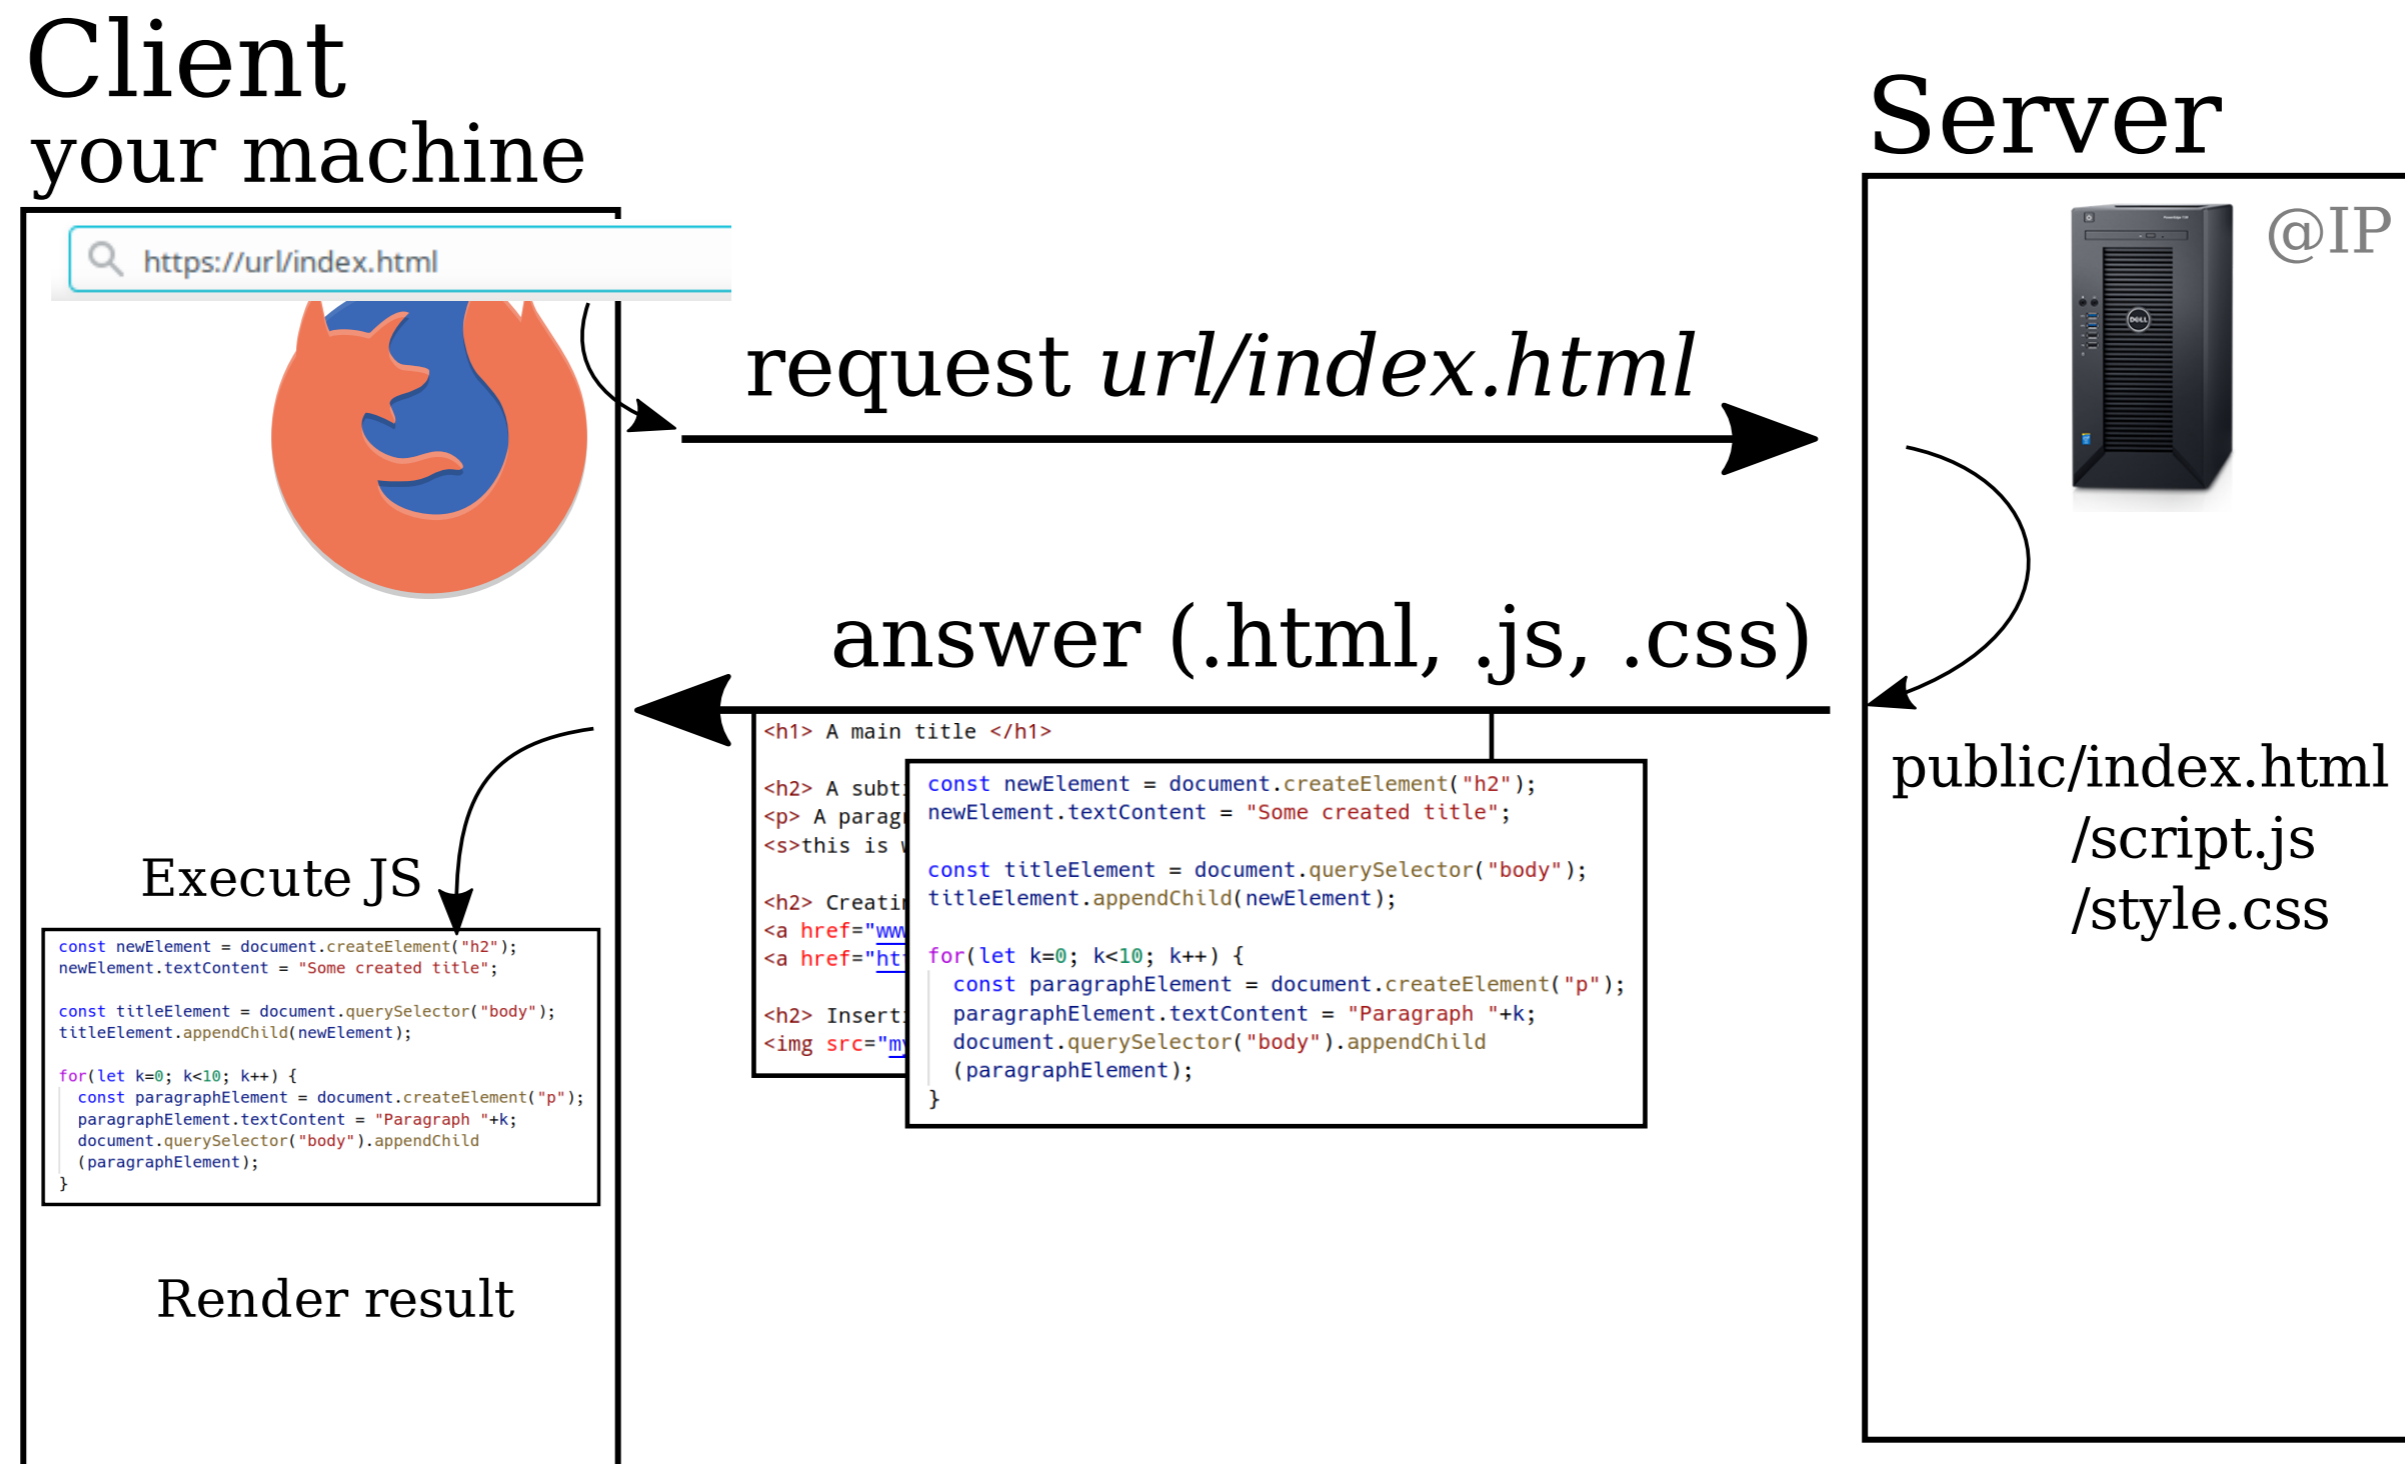 Client
your machine
https://url/index.html
request url/index.html
Server
@IP
DELL
answer (.html, .js, .css)
<h1> A main title </h1>
<h2> A
<p> A
<s>this is
<h2>
<a href="
<a href="
<h2>
<img src="
const newElement = document.createElement("h2");
newElement.textContent = "Some created title";
const titleElement = document.querySelector("body");
titleElement.appendChild(newElement);
for(let k=0; k<10; k++) {
const paragraphElement = document.createElement("p");
paragraphElement.textContent = "Paragraph "+k;
document.querySelector("body").appendChild
(paragraphElement);
}
public/index.html
/script.js
/style.css
Execute JS
const newElement = document.createElement("h2");
newElement.textContent = "Some created title";
const titleElement = document.querySelector("body");
titleElement.appendChild(newElement);
for(let k=0; k<10; k++) {
const paragraphElement = document.createElement("p");
paragraphElement.textContent = "Paragraph "+k;
document.querySelector("body").appendChild
(paragraphElement);
}
Render result